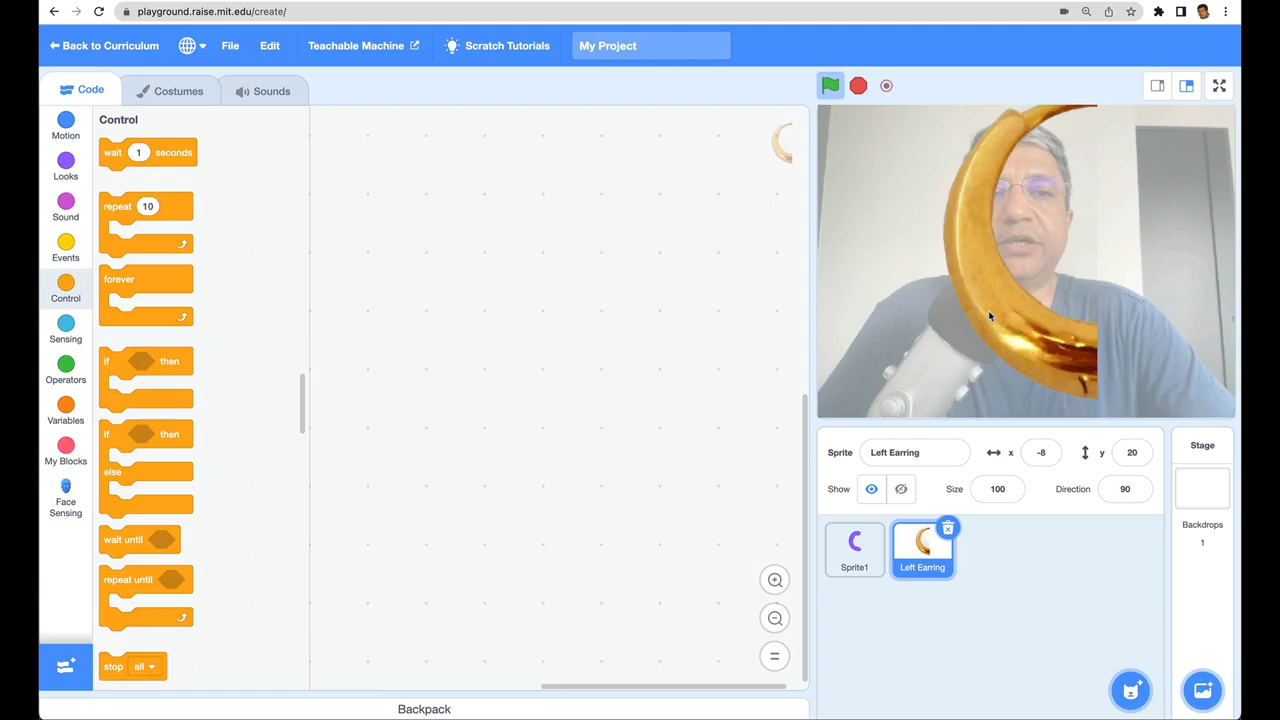 playground.raise.mit.edu/create/
Back to Curriculum
File
Edit
Teachable Machine
Scratch Tutorials
My Project
Code
Costumes
Sounds
Motion
Looks
Sound
Events
Control
Sensing
Operators
Variables
My Blocks
Face
Sensing
Control
wait 1 seconds
repeat 10
forever
if then
if then
else
wait until
repeat until
stop all
Backpack
Sprite Left Earring x -8 y 20
Show Size 100 Direction 90
Sprite1
Left Earring
Stage
Backdrops
1